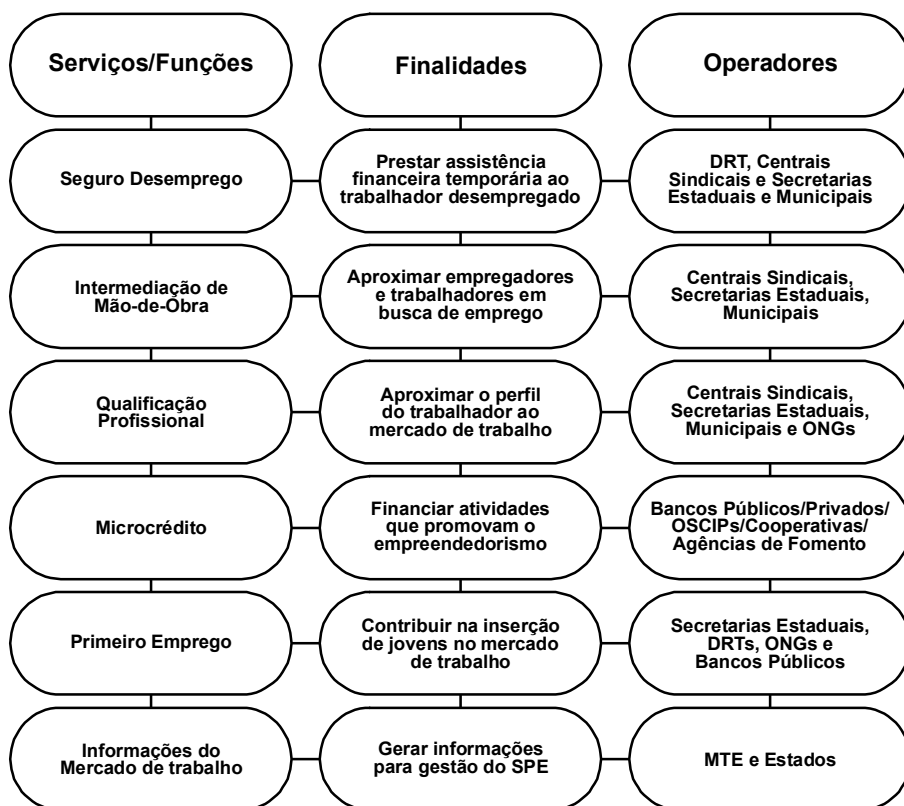 Serviços/Funções
Finalidades
Operadores
Seguro Desemprego
Prestar assistência
financeira temporária ao
trabalhador desempregado
DRT, Centrais
Sindicais e Secretarias
Estaduais e Municipais
Intermediação de
Mão-de-Obra
Aproximar empregadores
e trabalhadores em
busca de emprego
Centrais Sindicais,
Secretarias Estaduais,
Municipais
Qualificação
Profissional
Aproximar o perfil
do trabalhador ao
mercado de trabalho
Centrais Sindicais,
Secretarias Estaduais,
Municipais e ONGs
Microcrédito
Financiar atividades
que promovam o
empreendedorismo
Bancos Públicos/Privados/
OSCIPs/Cooperativas/
Agências de Fomento
Primeiro Emprego
Contribuir na inserção
de jovens no mercado
de trabalho
Secretarias Estaduais,
DRTs, ONGs e
Bancos Públicos
Informações do
Mercado de trabalho
Gerar informações
para gestão do SPE
MTE e Estados